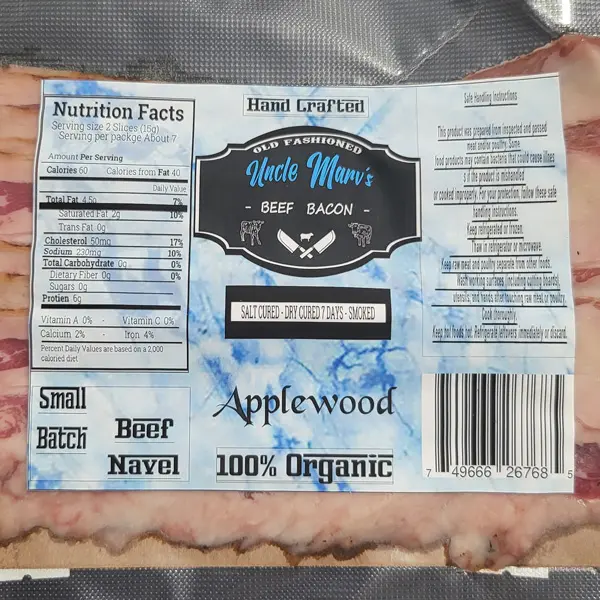 Nutrition Facts
Serving size 2 Slices (15g)
Serving per packge About 7
Amount Per Serving
Calories 60 Calories from Fat 40
Daily Value
Total Fat 4.5g 7%
Saturated Fat 2g 10%
Trans Fat 0g
Cholesterol 50mg 17%
Sodium 230mg 10%
Total Carbohydrate 0g 0%
Dietary Fiber 0g 0%
Sugars 0g
Protien 6g
Vitamin A 0% - Vitamin C 0%
Calcium 2% - Iron 4%
Percent Daily Values are based on a 2,000
calories diet
Small
Batch
Beef
Navel
Hand Crafted
OLD FASHIONED
Uncle Marv's
- BEEF BACON -
SALT CURED - DRY CURED 7 DAYS - SMOKED
Applewood
100% Organic
Safe Handling Instructions
This product was prepared from inspected and passed
meat and/or poultry. Some
food products may contain bacteria that could cause illnes
s if the product is mishandled
or cooked improperly. For your protection, follow these safe
handling instructions.
Keep refrigerated or frozen.
Thaw in refrigerator or microwave.
Keep raw meat and poultry separate from other foods.
Wash working surfaces (including cutting boards),
utensils, and hands after touching raw meat or poultry.
Cook thoroughly.
Keep hot foods hot. Refrigerate leftovers immediately or discard.
7 49666 26768 5